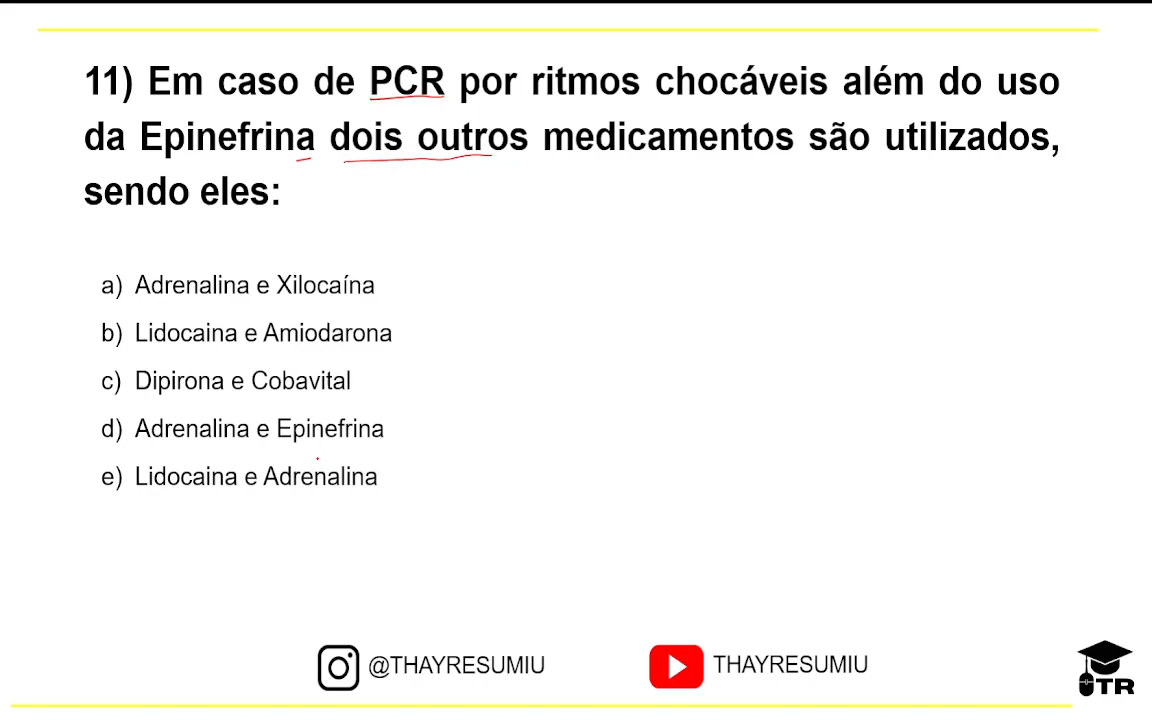 11) Em caso de PCR por ritmos chocáveis além do uso
da Epinefrina dois outros medicamentos são utilizados,
sendo eles:
a) Adrenalina e Xilocaína
b) Lidocaina e Amiodarona
c) Dipirona e Cobavital
d) Adrenalina e Epinefrina
e) Lidocaina e Adrenalina
@THAYRESUMIU
THAYRESUMIU
TR